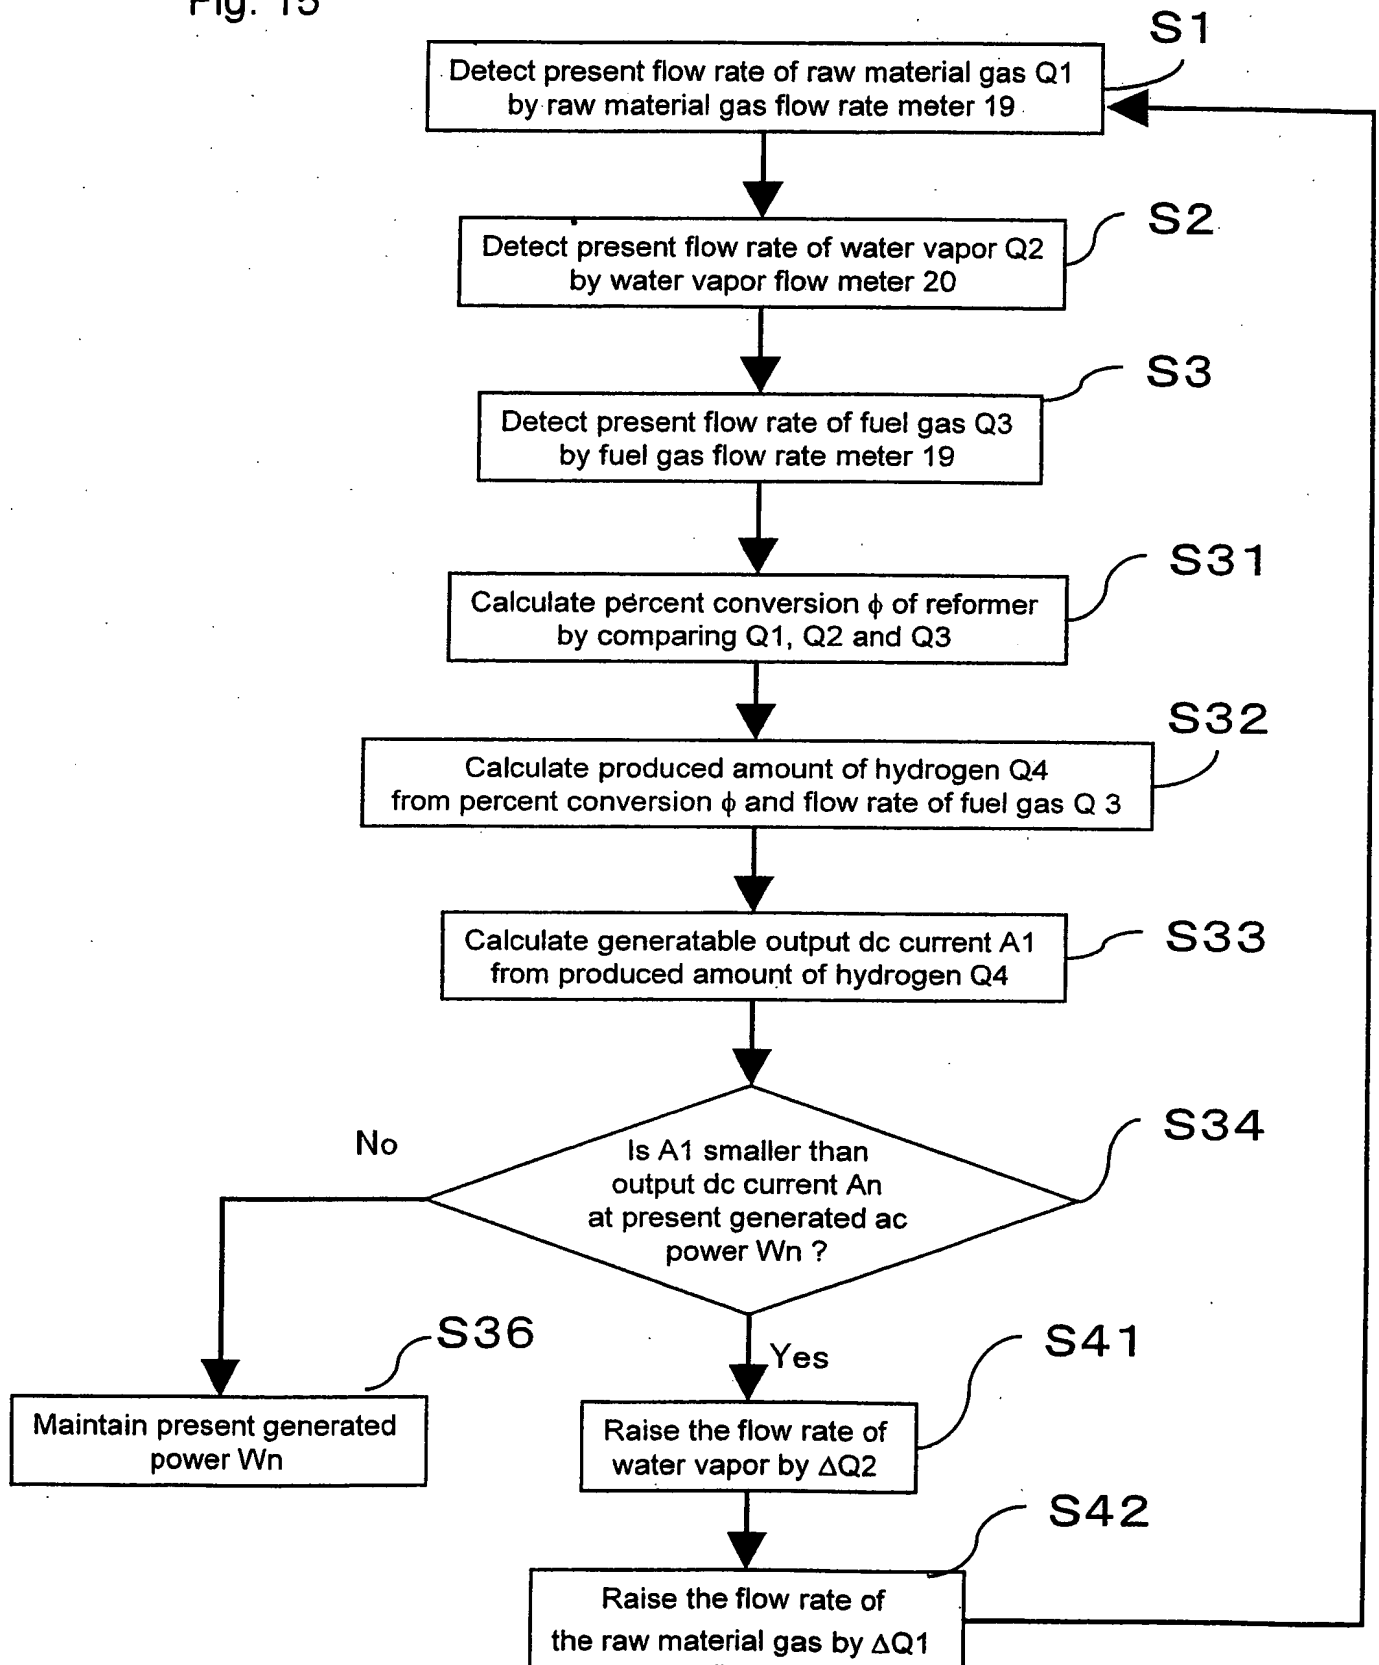 Fig. 15
S1
Detect present flow rate of raw material gas Q1
by raw material gas flow rate meter 19
S2
Detect present flow rate of water vapor Q2
by water vapor flow meter 20
S3
Detect present flow rate of fuel gas Q3
by fuel gas flow rate meter 19
S31
Calculate percent conversion ϕ of reformer
by comparing Q1, Q2 and Q3
S32
Calculate produced amount of hydrogen Q4
from percent conversion ϕ and flow rate of fuel gas Q 3
S33
Calculate generatable output dc current A1
from produced amount of hydrogen Q4
S34
No
Is A1 smaller than
output dc current An
at present generated ac
power Wn ?
S36
Yes
S41
Maintain present generated
power Wn
Raise the flow rate of
water vapor by ΔQ2
S42
Raise the flow rate of
the raw material gas by ΔQ1